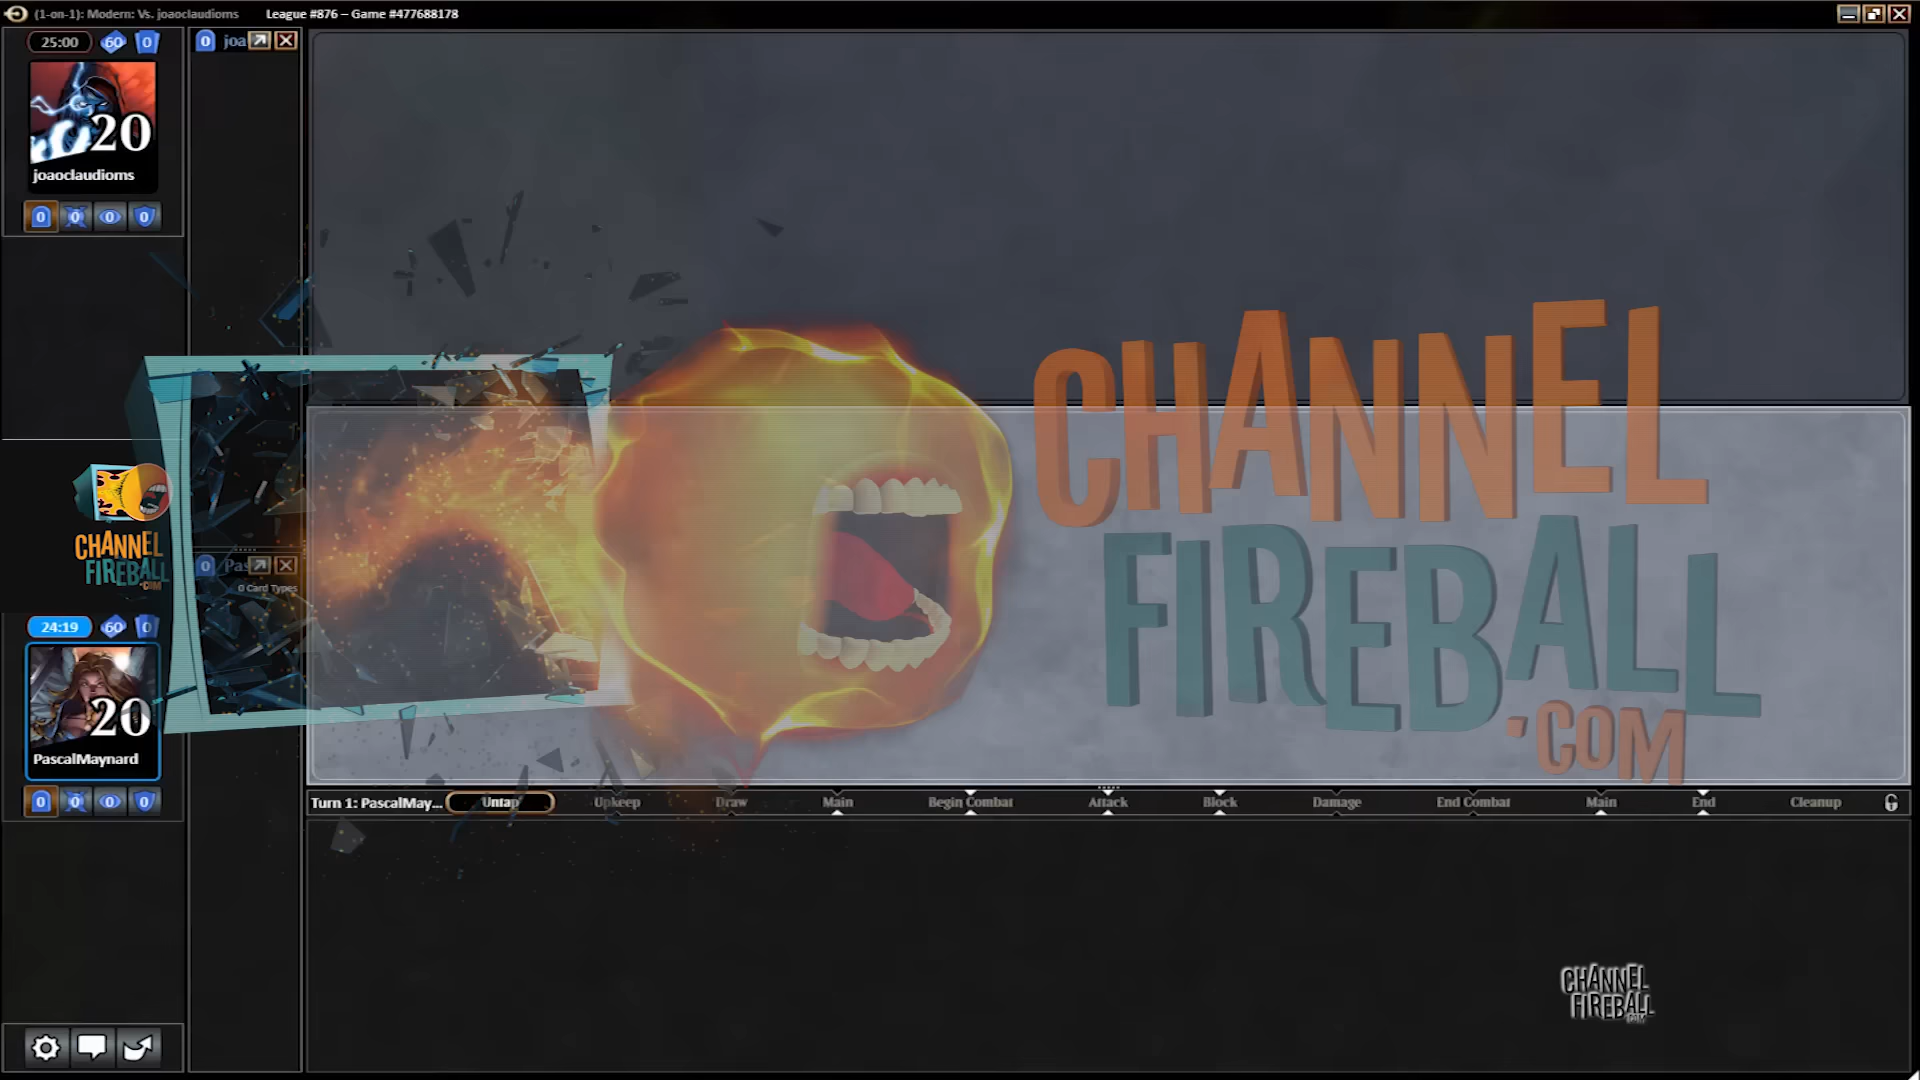 (1-on-1): Modern: Vs. joaoclaudioms League #876 – Game #477688178
25:00 60 0
0 joa
20
joaoclaudioms
0 0 0 0
CHANNEL
FIREBALL
.COM
CHANNEL
FIREBALL
.COM
0 Pas
0 Card Types
24:19 60 0
20
PascalMaynard
0 0 0 0
Turn 1: PascalMay... Untap Upkeep Draw Main Begin Combat Attack Block Damage End Combat Main End Cleanup
CHANNEL
FIREBALL
.COM